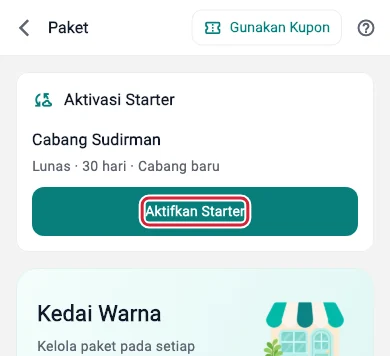 Paket
Gunakan Kupon
Aktivasi Starter
Cabang Sudirman
Lunas · 30 hari · Cabang baru
Aktifkan Starter
Kedai Warna
Kelola paket pada setiap